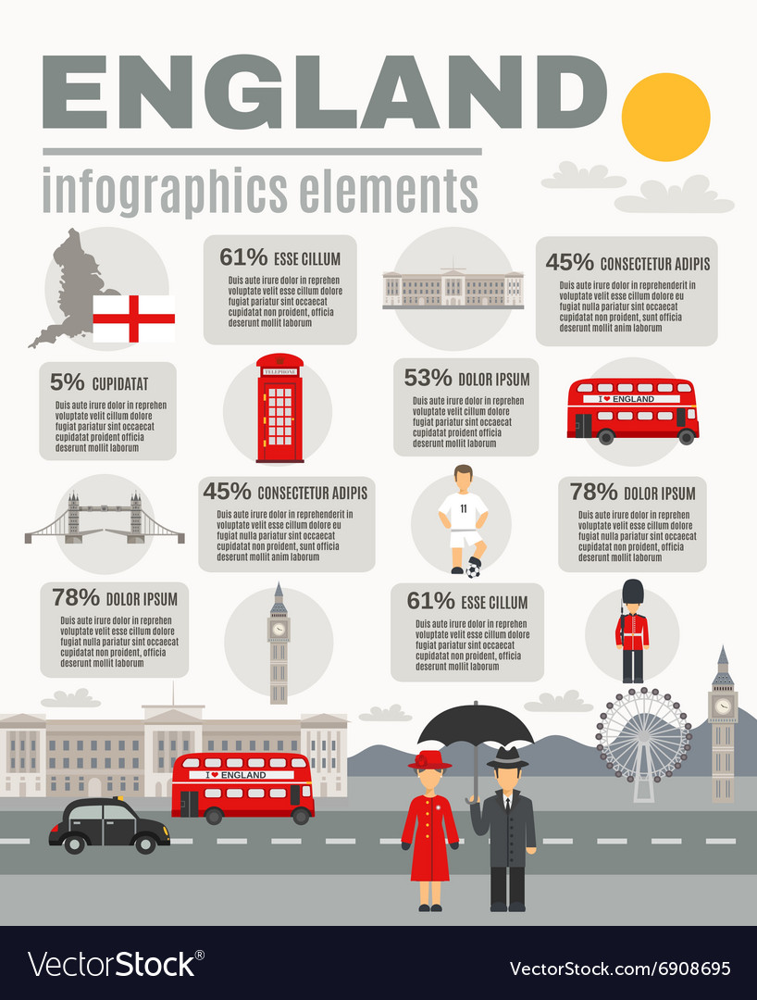 ENGLAND
infographics elements
61% ESSE CILLUM
Duis aute irure dolor in reprehen
voluptate velit esse cillum dolore
fugiat pariatur sint occaecat
cupidatat non proident, officia
deserunt mollit laborum
45% CONSECTETUR ADIPIS
Duis aute irure dolor in reprehenderit in
voluptate velit esse cillum dolore eu
fugiat nulla pariatur sint occaecat
cupidatat non proident, sunt officia
deserunt mollit anim laborum
5% CUPIDATAT
Duis aute irure dolor in reprehen
voluptate velit esse cillum dolore
fugiat pariatur sint occaecat
cupidatat proident officia
deserunt mollit laborum
TELEPHONE
53% DOLOR IPSUM
Duis aute irure dolor in reprehen
voluptate velit esse cillum dolore
fugiat pariatur sint occaecat
cupidatat proident officia
deserunt mollit laborum
I ♥ ENGLAND
45% CONSECTETUR ADIPIS
Duis aute irure dolor in reprehenderit in
voluptate velit esse cillum dolore eu
fugiat nulla pariatur sint occaecat
cupidatat non proident, sunt officia
deserunt mollit anim laborum
11
78% DOLOR IPSUM
Duis aute irure dolor in reprehen
voluptate velit esse cillum dolore
fugiat nulla pariatur sint occaecat
cupidatat non proident, officia
deserunt mollit laborum
78% DOLOR IPSUM
Duis aute irure dolor in reprehen
voluptate velit esse cillum dolore
fugiat nulla pariatur sint occaecat
cupidatat non proident, officia
deserunt mollit laborum
61% ESSE CILLUM
Duis aute irure dolor in reprehen
voluptate velit esse cillum dolore
fugiat pariatur sint occaecat
cupidatat non proident, officia
deserunt mollit laborum
I ♥ ENGLAND
VectorStock®
VectorStock.com/6908695